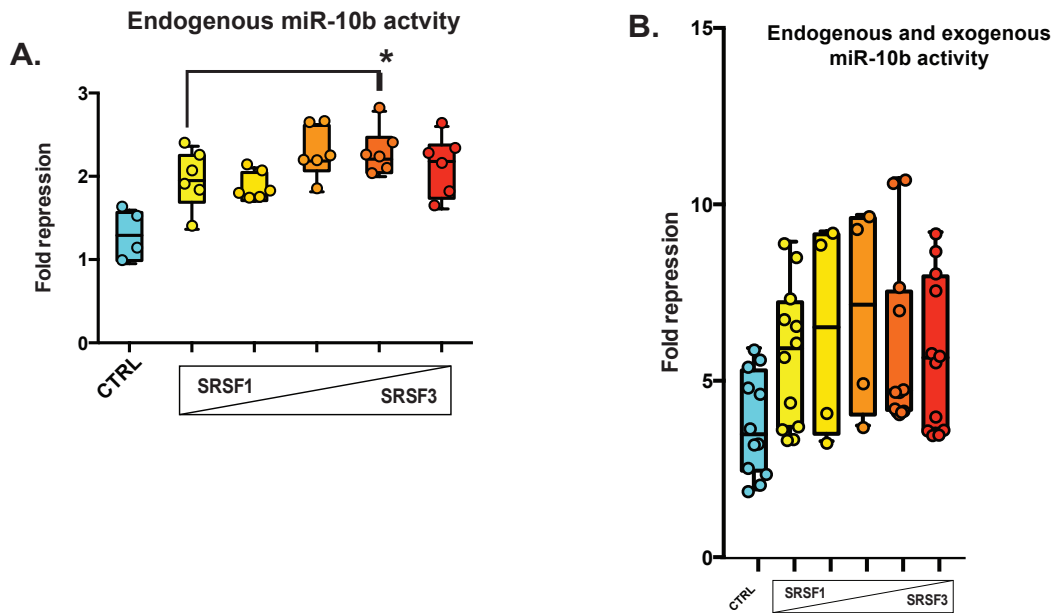 Endogenous miR-10b actvity
A.
*
3
2
1
0
Fold repression
CTRL
SRSF1
SRSF3
B.
Endogenous and exogenous
miR-10b activity
15
10
5
0
Fold repression
CTRL
SRSF1
SRSF3